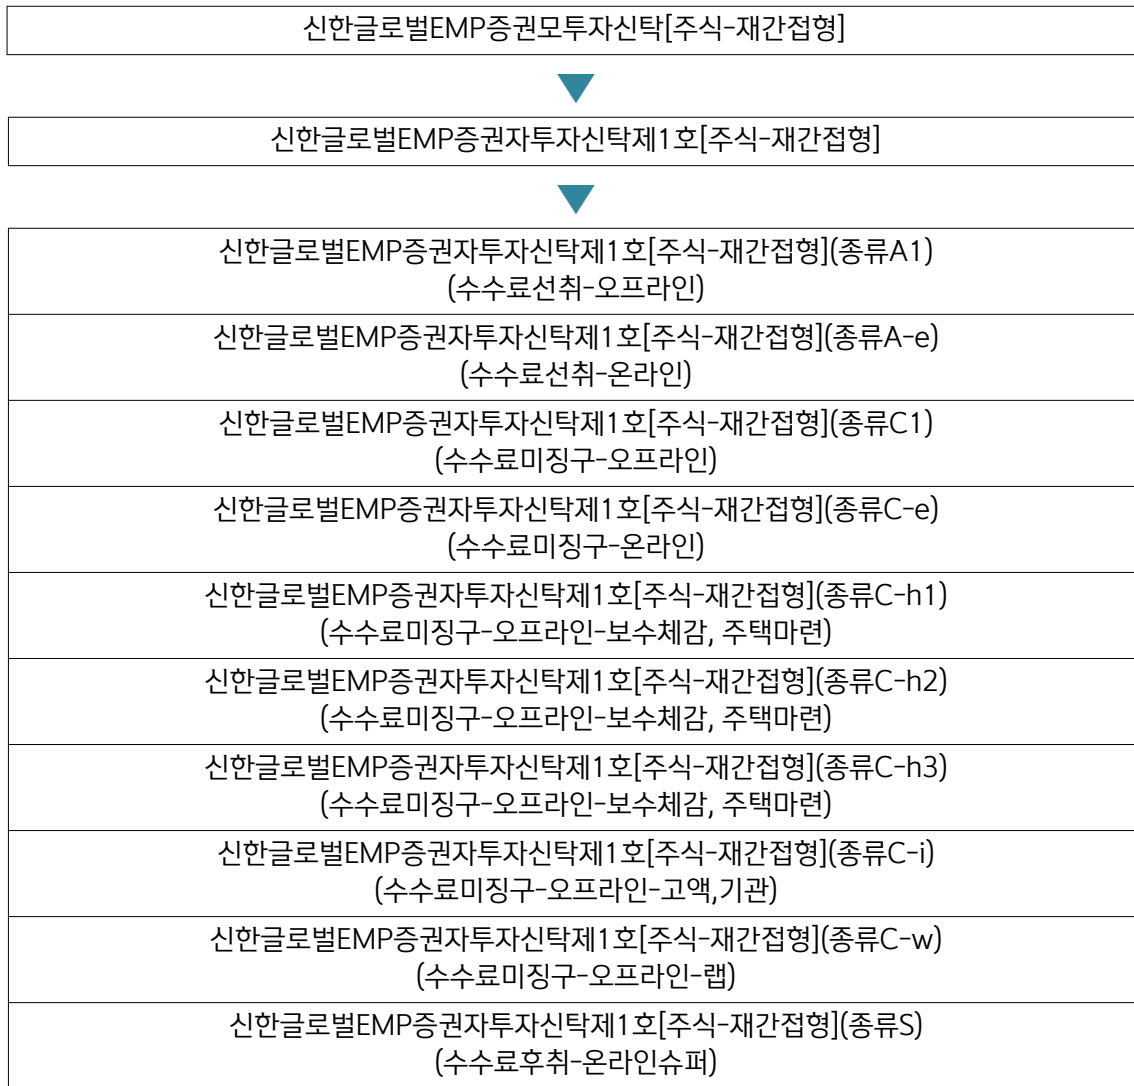 신한글로벌EMP증권모투자신탁[주식-재간접형]
신한글로벌EMP증권자투자신탁제1호[주식-재간접형]
신한글로벌EMP증권자투자신탁제1호[주식-재간접형](종류A1)
(수수료선취-오프라인)
신한글로벌EMP증권자투자신탁제1호[주식-재간접형](종류A-e)
(수수료선취-온라인)
신한글로벌EMP증권자투자신탁제1호[주식-재간접형](종류C1)
(수수료미징구-오프라인)
신한글로벌EMP증권자투자신탁제1호[주식-재간접형](종류C-e)
(수수료미징구-온라인)
신한글로벌EMP증권자투자신탁제1호[주식-재간접형](종류C-h1)
(수수료미징구-오프라인-보수체감, 주택마련)
신한글로벌EMP증권자투자신탁제1호[주식-재간접형](종류C-h2)
(수수료미징구-오프라인-보수체감, 주택마련)
신한글로벌EMP증권자투자신탁제1호[주식-재간접형](종류C-h3)
(수수료미징구-오프라인-보수체감, 주택마련)
신한글로벌EMP증권자투자신탁제1호[주식-재간접형](종류C-i)
(수수료미징구-오프라인-고액,기관)
신한글로벌EMP증권자투자신탁제1호[주식-재간접형](종류C-w)
(수수료미징구-오프라인-랩)
신한글로벌EMP증권자투자신탁제1호[주식-재간접형](종류S)
(수수료후취-온라인슈퍼)